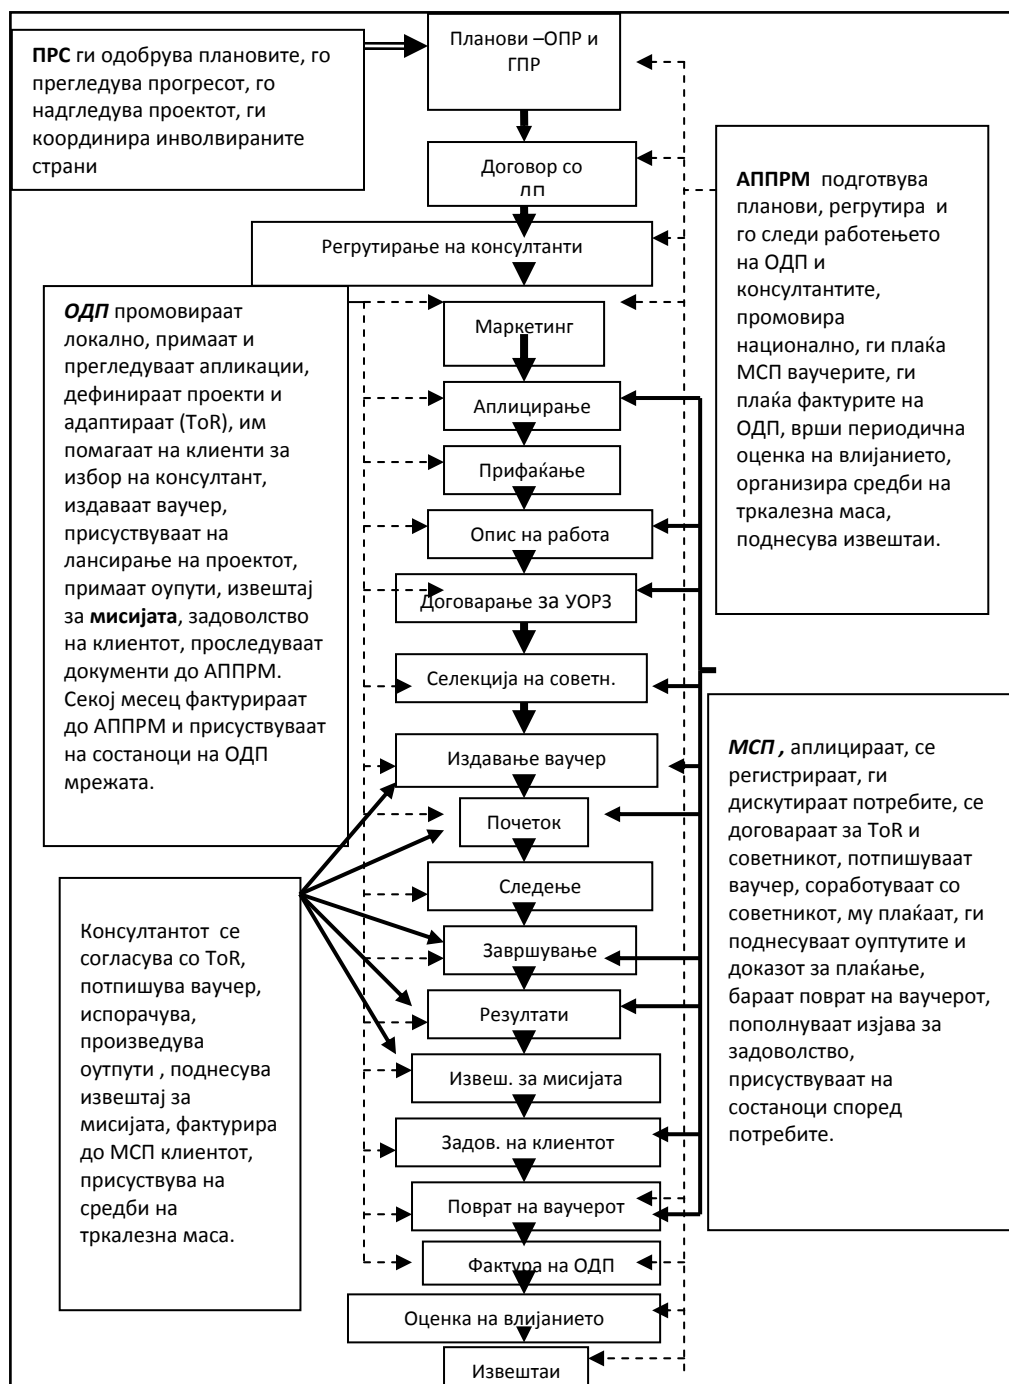 ПРС ги одобрува плановите, го
прегледува прогресот, го
надгледува проектот, ги
координира инволвираните
страни
Планови –ОПР и
ГПР
Договор со
Регрутирање на консултанти
Маркетинг
Аплицирање
Прифаќање
Опис на работа
Договарање за УОРЗ
Селекција на советн.
Издавање ваучер
Почеток
Следење
Завршување
Резултати
Извеш. за мисијата
Задов. на клиентот
Поврат на ваучерот
Фактура на ОДП
Оценка на влијанието
Извештаи
ОДП промовираат
локално, примаат и
прегледуваат апликации,
дефинираат проекти и
адаптираат (ToR), им
помагаат на клиенти за
избор на консултант,
издаваат ваучер,
присуствуваат на
лансирање на проектот,
примаат оупути, извештај
за мисијата, задоволство
на клиентот, проследуваат
документи до АППРМ.
Секој месец фактурираат
до АППРМ и присуствуваат
на состаноци на ОДП
мрежата.
Консултантот се
согласува со ToR,
потпишува ваучер,
испорачува,
произведува
оутпути , поднесува
извештај за
мисијата, фактурира
до МСП клиентот,
присуствува на
средби на
тркалезна маса.
АППРМ подготвува
планови, регрутира и
го следи работењето
на ОДП и
консултантите,
промовира
национално, ги плаќа
МСП ваучерите, ги
плаќа фактурите на
ОДП, врши периодична
оценка на влијанието,
организира средби на
тркалезна маса,
поднесува извештаи.
МСП , аплицираат, се
регистрираат, ги
дискутираат потребите, се
договараат за ToR и
советникот, потпишуваат
ваучер, соработуваат со
советникот, му плаќаат, ги
поднесуваат оуптутите и
доказот за плаќање,
бараат поврат на ваучерот,
пополнуваат изјава за
задоволство,
присуствуваат на
состаноци според
потребите.